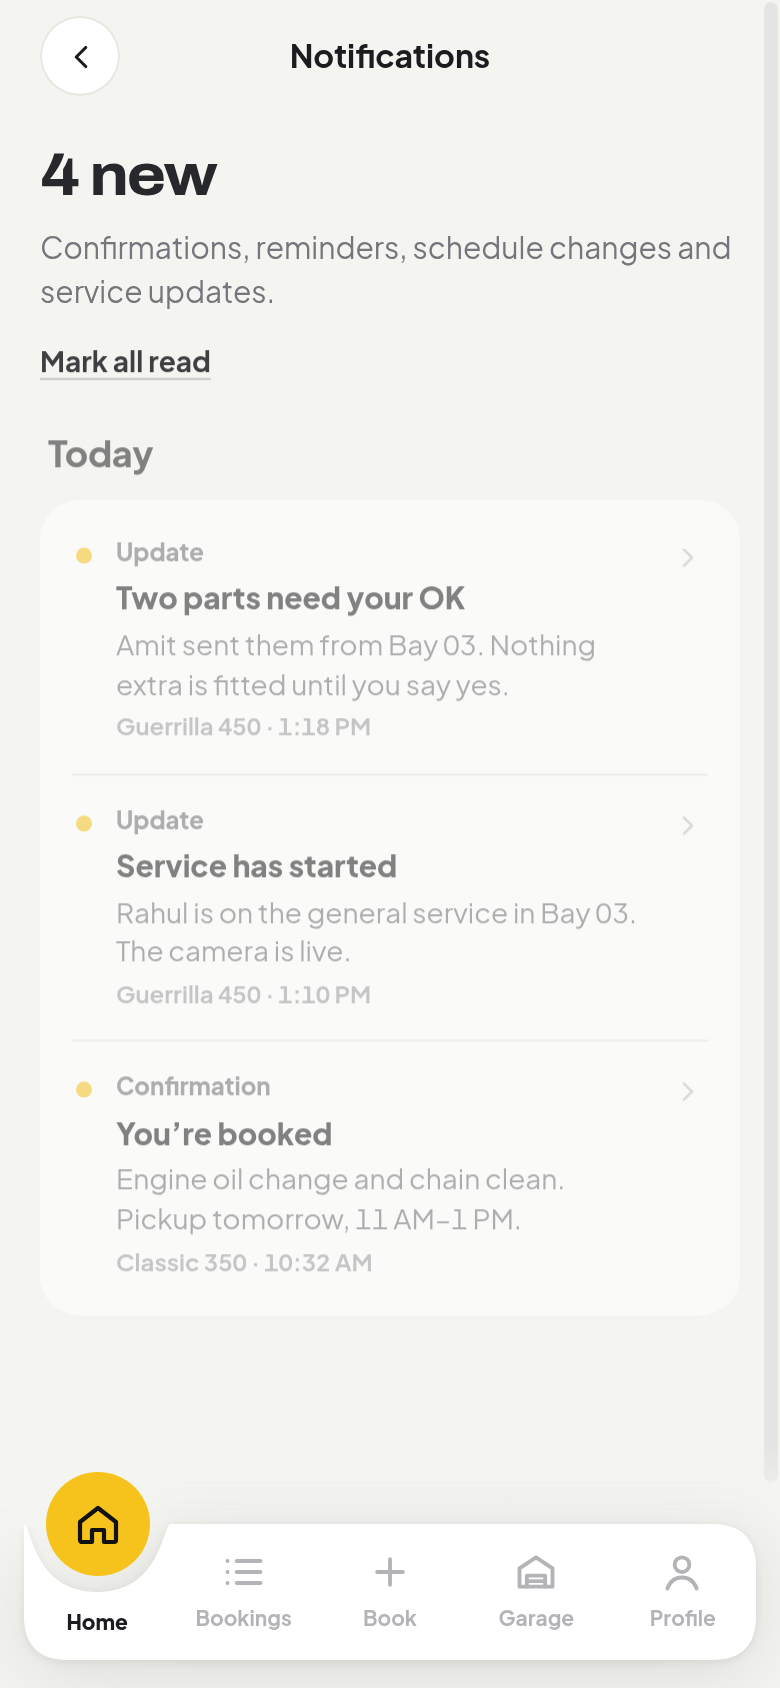 Notifications
4 new
Confirmations, reminders, schedule changes and
service updates.
Mark all read
Today
Update
Two parts need your OK
Amit sent them from Bay 03. Nothing
extra is fitted until you say yes.
Guerrilla 450 · 1:18 PM
Update
Service has started
Rahul is on the general service in Bay 03.
The camera is live.
Guerrilla 450 · 1:10 PM
Confirmation
You’re booked
Engine oil change and chain clean.
Pickup tomorrow, 11 AM–1 PM.
Classic 350 · 10:32 AM
Home
Bookings
Book
Garage
Profile